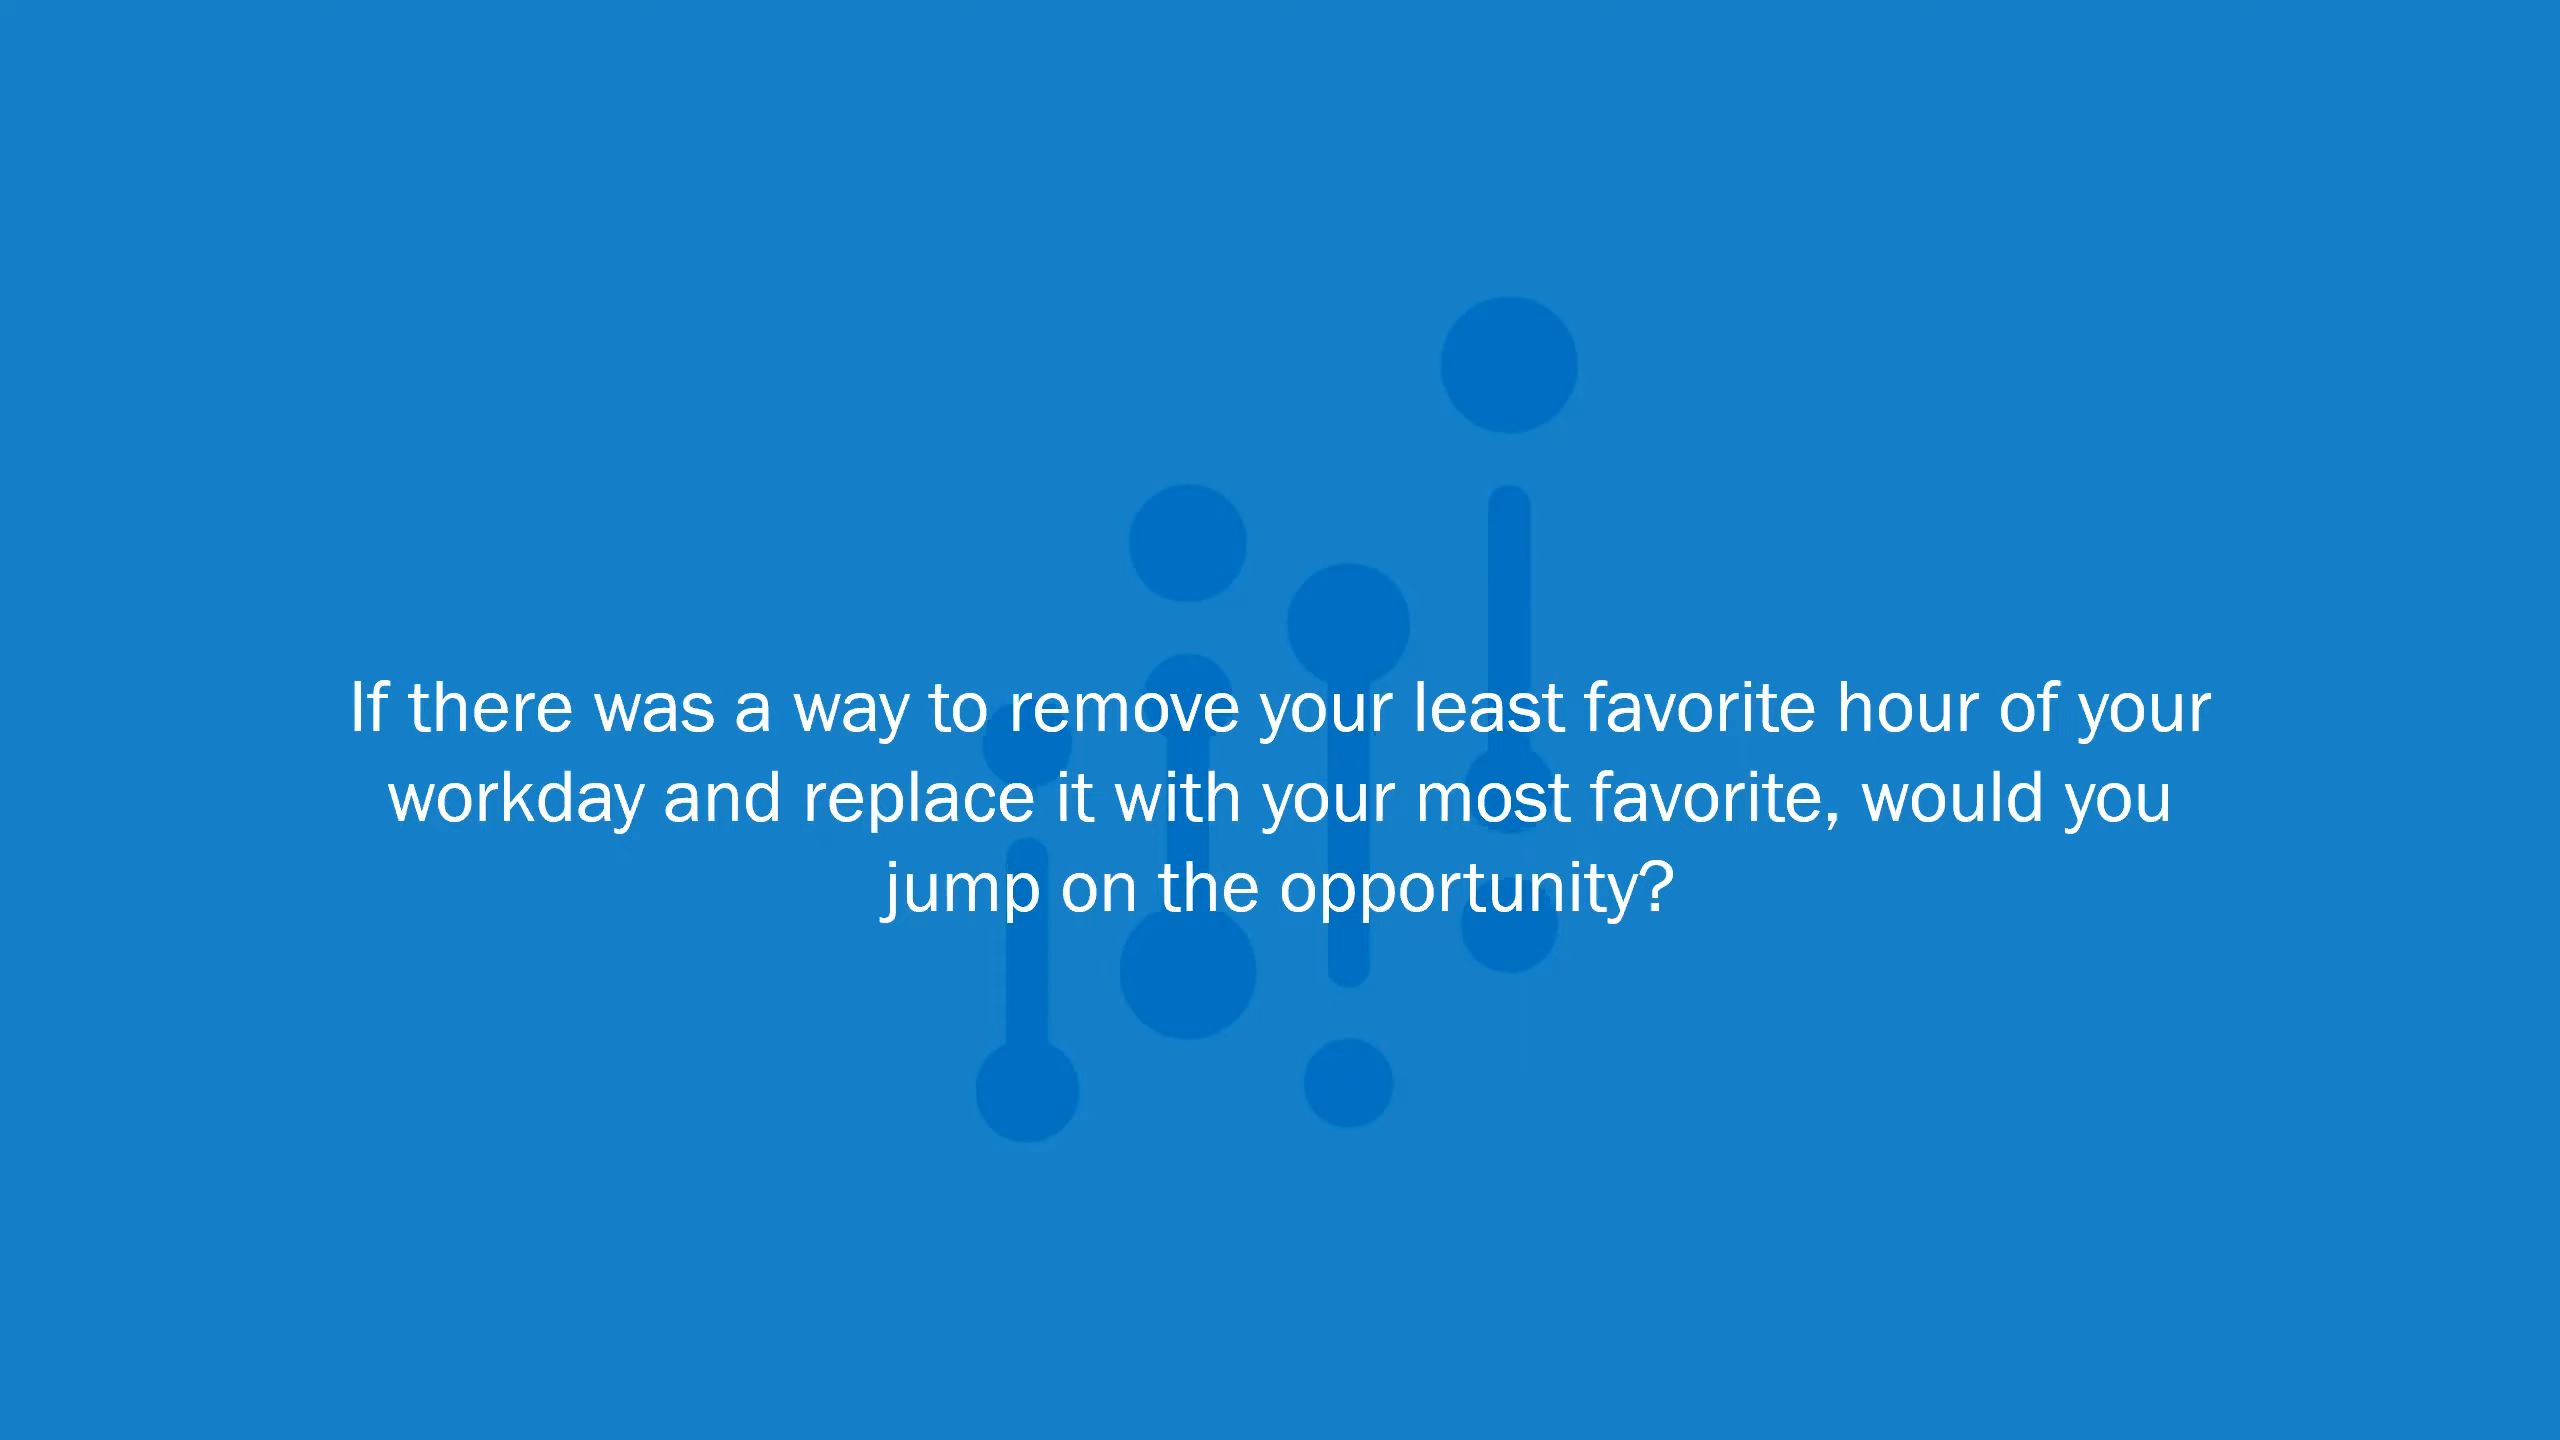 If there was a way to remove your least favorite hour of your
workday and replace it with your most favorite, would you
jump on the opportunity?